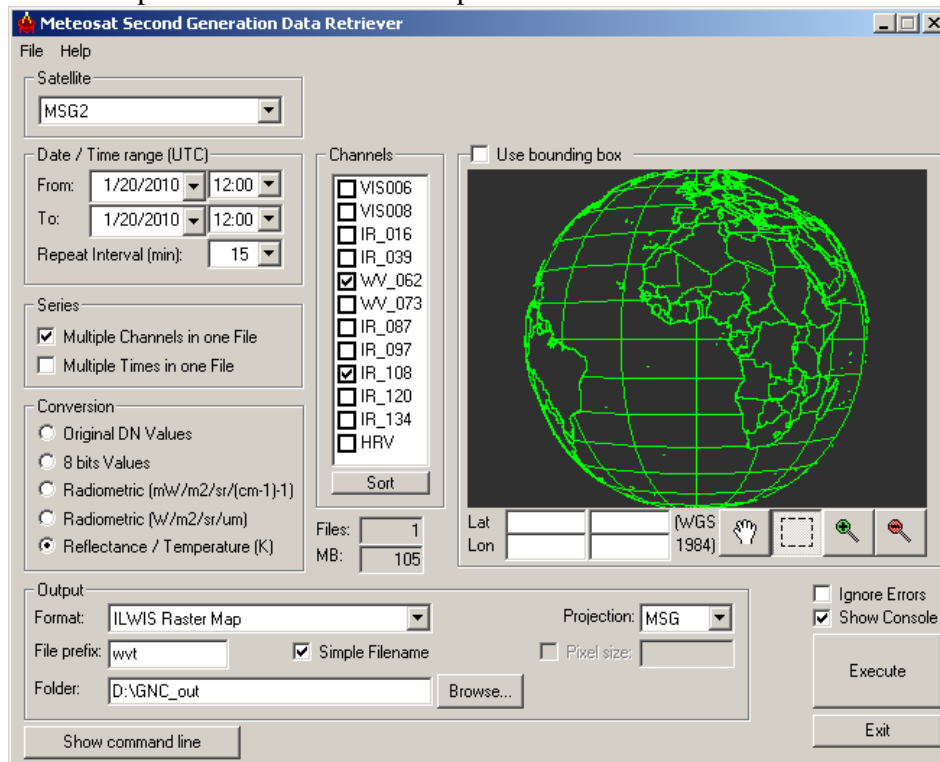 Meteosat Second Generation Data Retriever
File Help
Satellite
MSG2
Date / Time range (UTC)
From: 1/20/2010 12:00
To: 1/20/2010 12:00
Repeat Interval (min): 15
Series
Multiple Channels in one File
Multiple Times in one File
Conversion
Original DN Values
8 bits Values
Radiometric (mW/m2/sr/(cm-1)-1)
Radiometric (W/m2/sr/um)
Reflectance / Temperature (K)
Channels
VIS006
VIS008
IR_016
IR_039
WV_062
WV_073
IR_087
IR_097
IR_108
IR_120
IR_134
HRV
Sort
Files: 1
MB: 105
Use bounding box
Lat (WGS
Lon 1984)
Output
Format: ILWIS Raster Map
Projection: MSG
File prefix: wvt
Simple Filename
Pixel size:
Folder: D:\GNC_out
Browse...
Ignore Errors
Show Console
Execute
Exit
Show command line